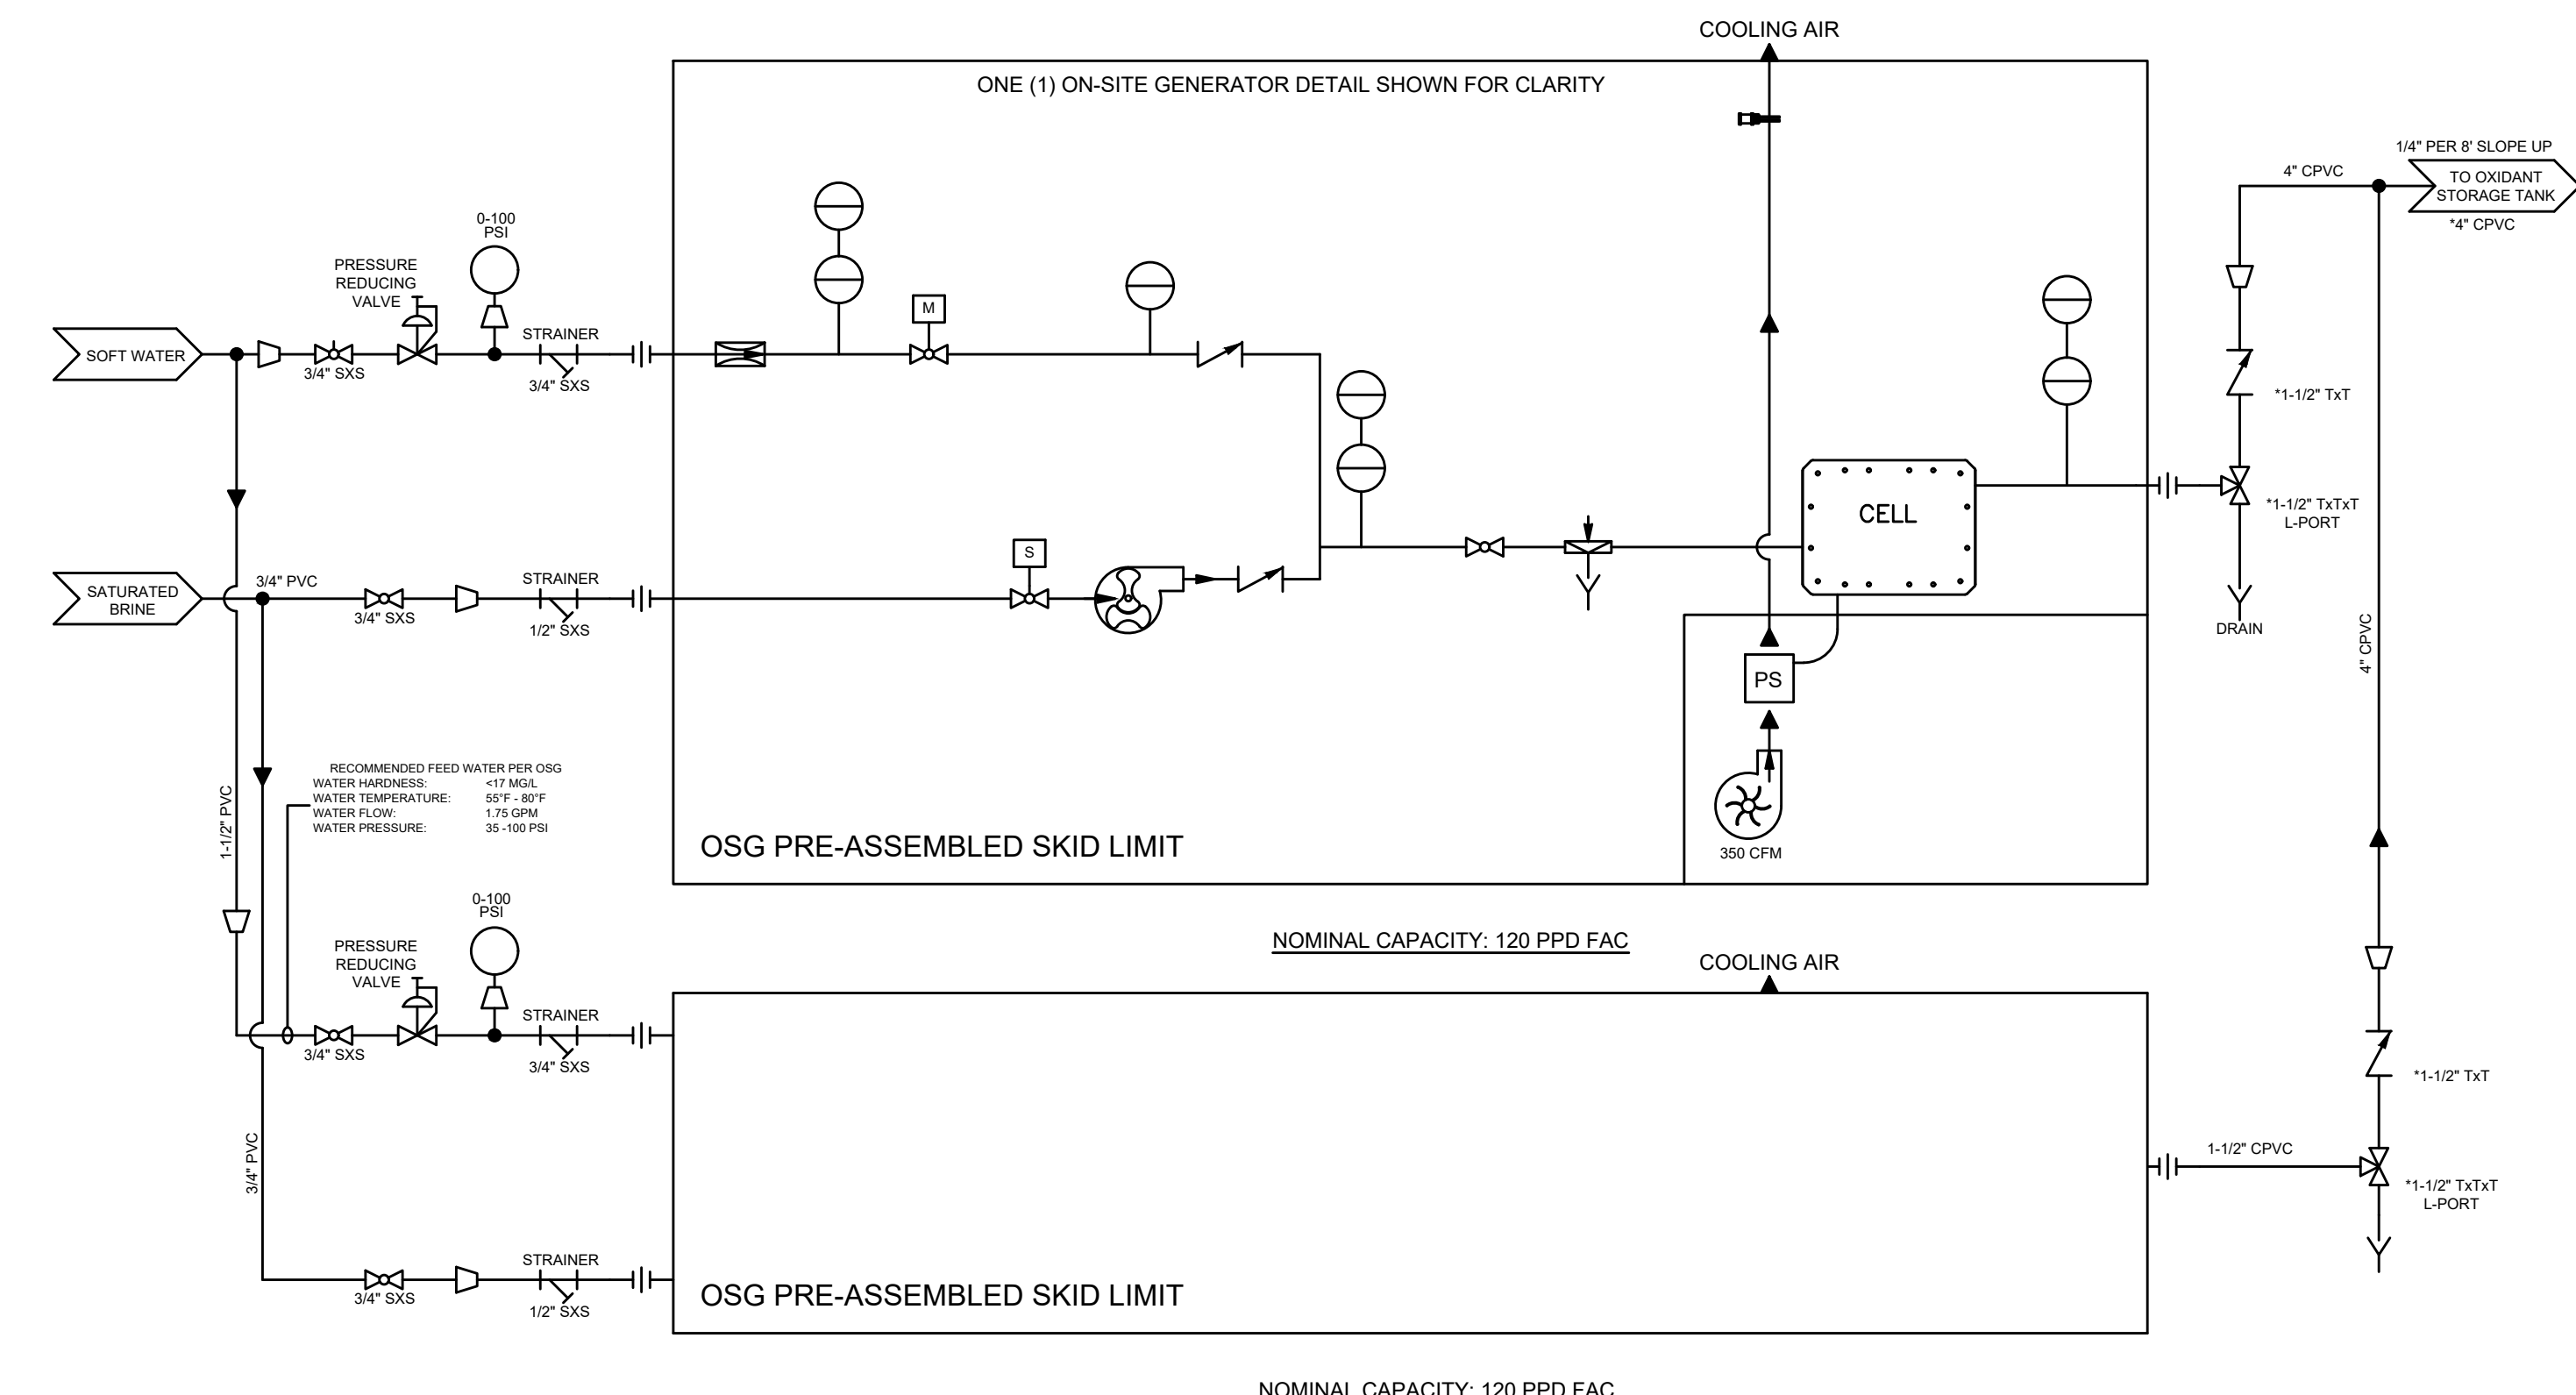 COOLING AIR
ONE (1) ON-SITE GENERATOR DETAIL SHOWN FOR CLARITY
1/4" PER 8' SLOPE UP
4" CPVC
TO OXIDANT
STORAGE TANK
*4" CPVC
0-100
PSI
PRESSURE
REDUCING
VALVE
M
STRAINER
SOFT WATER
3/4" SXS
3/4" SXS
*1-1/2" TxT
*1-1/2" TxTxT
L-PORT
CELL
S
SATURATED
BRINE
3/4" PVC
STRAINER
3/4" SXS
1/2" SXS
DRAIN
4" CPVC
PS
RECOMMENDED FEED WATER PER OSG
WATER HARDNESS: <17 MG/L
WATER TEMPERATURE: 55°F - 80°F
WATER FLOW: 1.75 GPM
WATER PRESSURE: 35 -100 PSI
1-1/2" PVC
OSG PRE-ASSEMBLED SKID LIMIT
350 CFM
NOMINAL CAPACITY: 120 PPD FAC
COOLING AIR
0-100
PSI
PRESSURE
REDUCING
VALVE
STRAINER
3/4" SXS
3/4" SXS
*1-1/2" TxT
3/4" PVC
1-1/2" CPVC
*1-1/2" TxTxT
L-PORT
STRAINER
3/4" SXS
1/2" SXS
OSG PRE-ASSEMBLED SKID LIMIT
NOMINAL CAPACITY: 120 PPD FAC